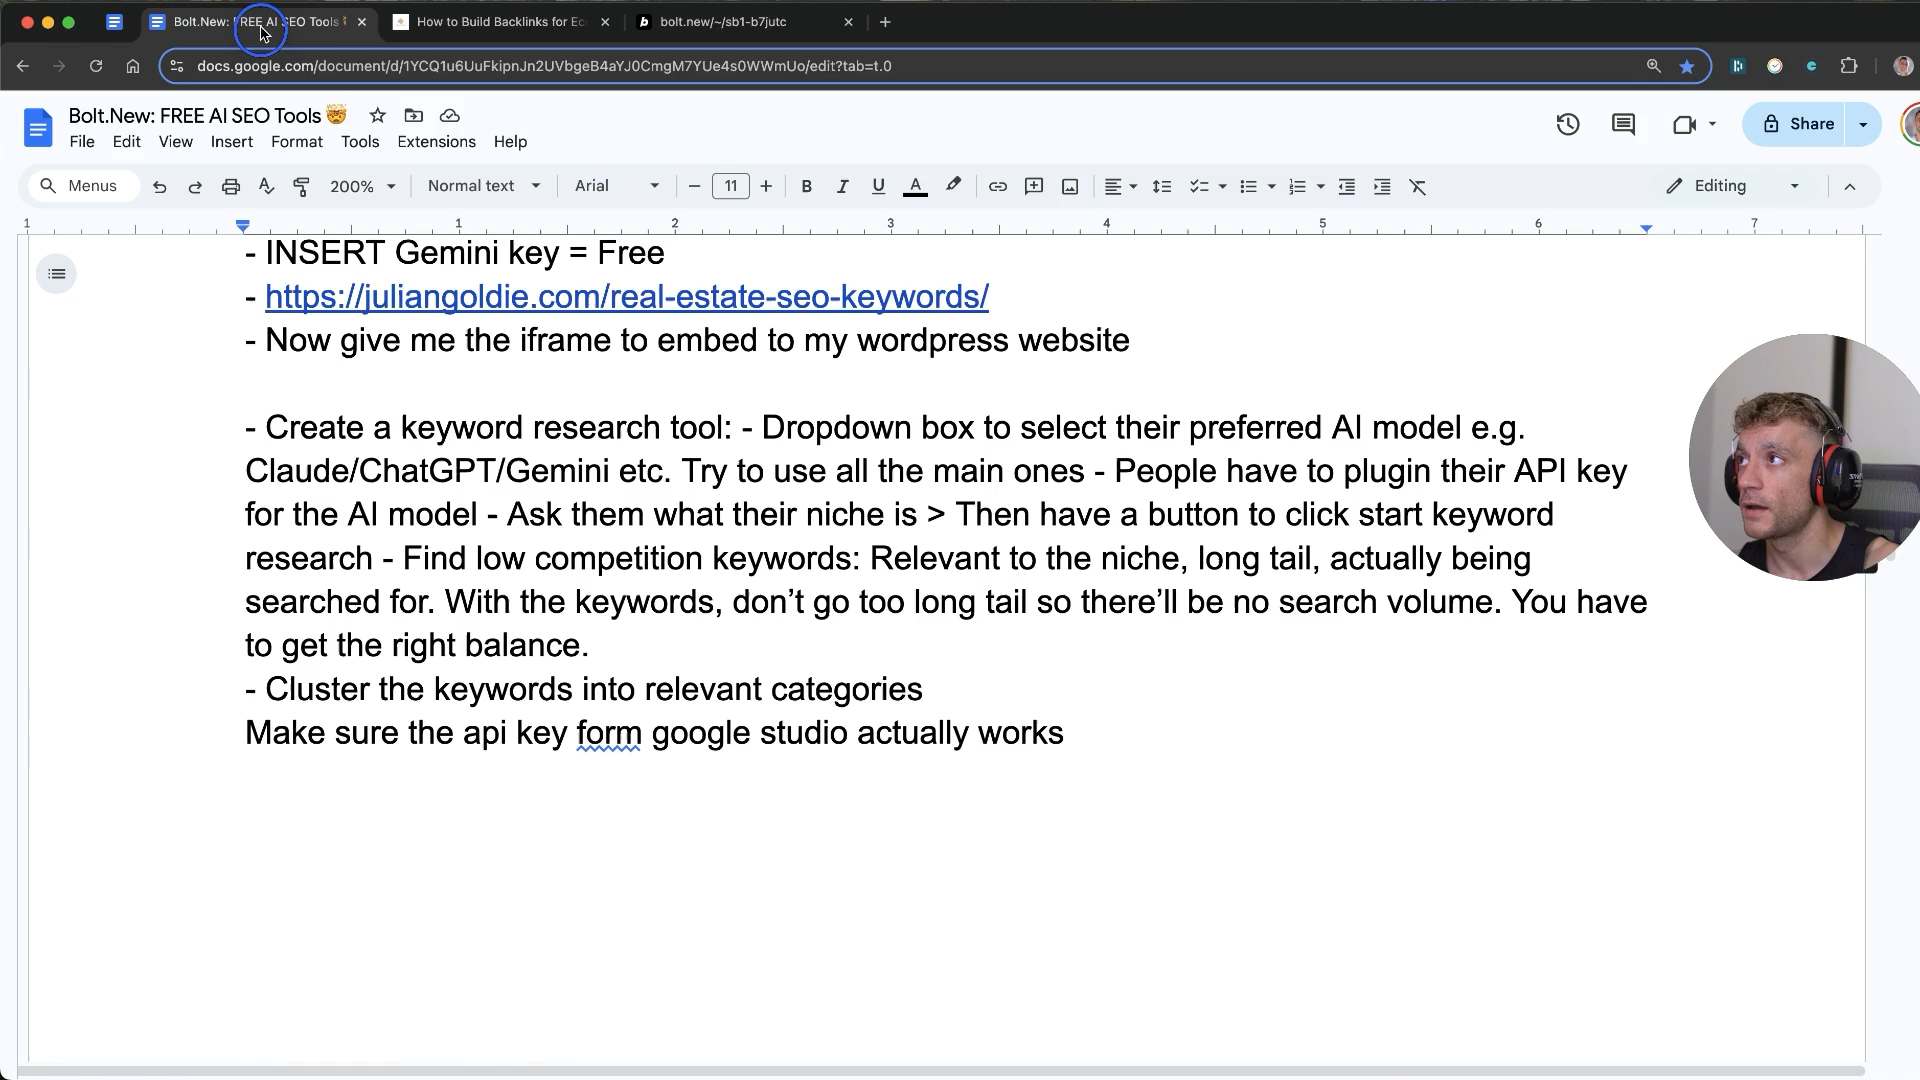 Bolt.New: FREE AI SEO Tools
How to Build Backlinks for Ec
bolt.new/~/sb1-b7jutc
docs.google.com/document/d/1YCQ1u6UuFkipnJn2UVbgeB4aYJ0CmgM7YUe4s0WWmUo/edit?tab=t.0
Bolt.New: FREE AI SEO Tools 🤯
File Edit View Insert Format Tools Extensions Help
Share
Menus 200% Normal text Arial 11 B I U A Editing
1 1 2 3 4 5 6 7
- INSERT Gemini key = Free
- https://juliangoldie.com/real-estate-seo-keywords/
- Now give me the iframe to embed to my wordpress website
- Create a keyword research tool: - Dropdown box to select their preferred AI model e.g.
Claude/ChatGPT/Gemini etc. Try to use all the main ones - People have to plugin their API key
for the AI model - Ask them what their niche is > Then have a button to click start keyword
research - Find low competition keywords: Relevant to the niche, long tail, actually being
searched for. With the keywords, don’t go too long tail so there’ll be no search volume. You have
to get the right balance.
- Cluster the keywords into relevant categories
Make sure the api key form google studio actually works